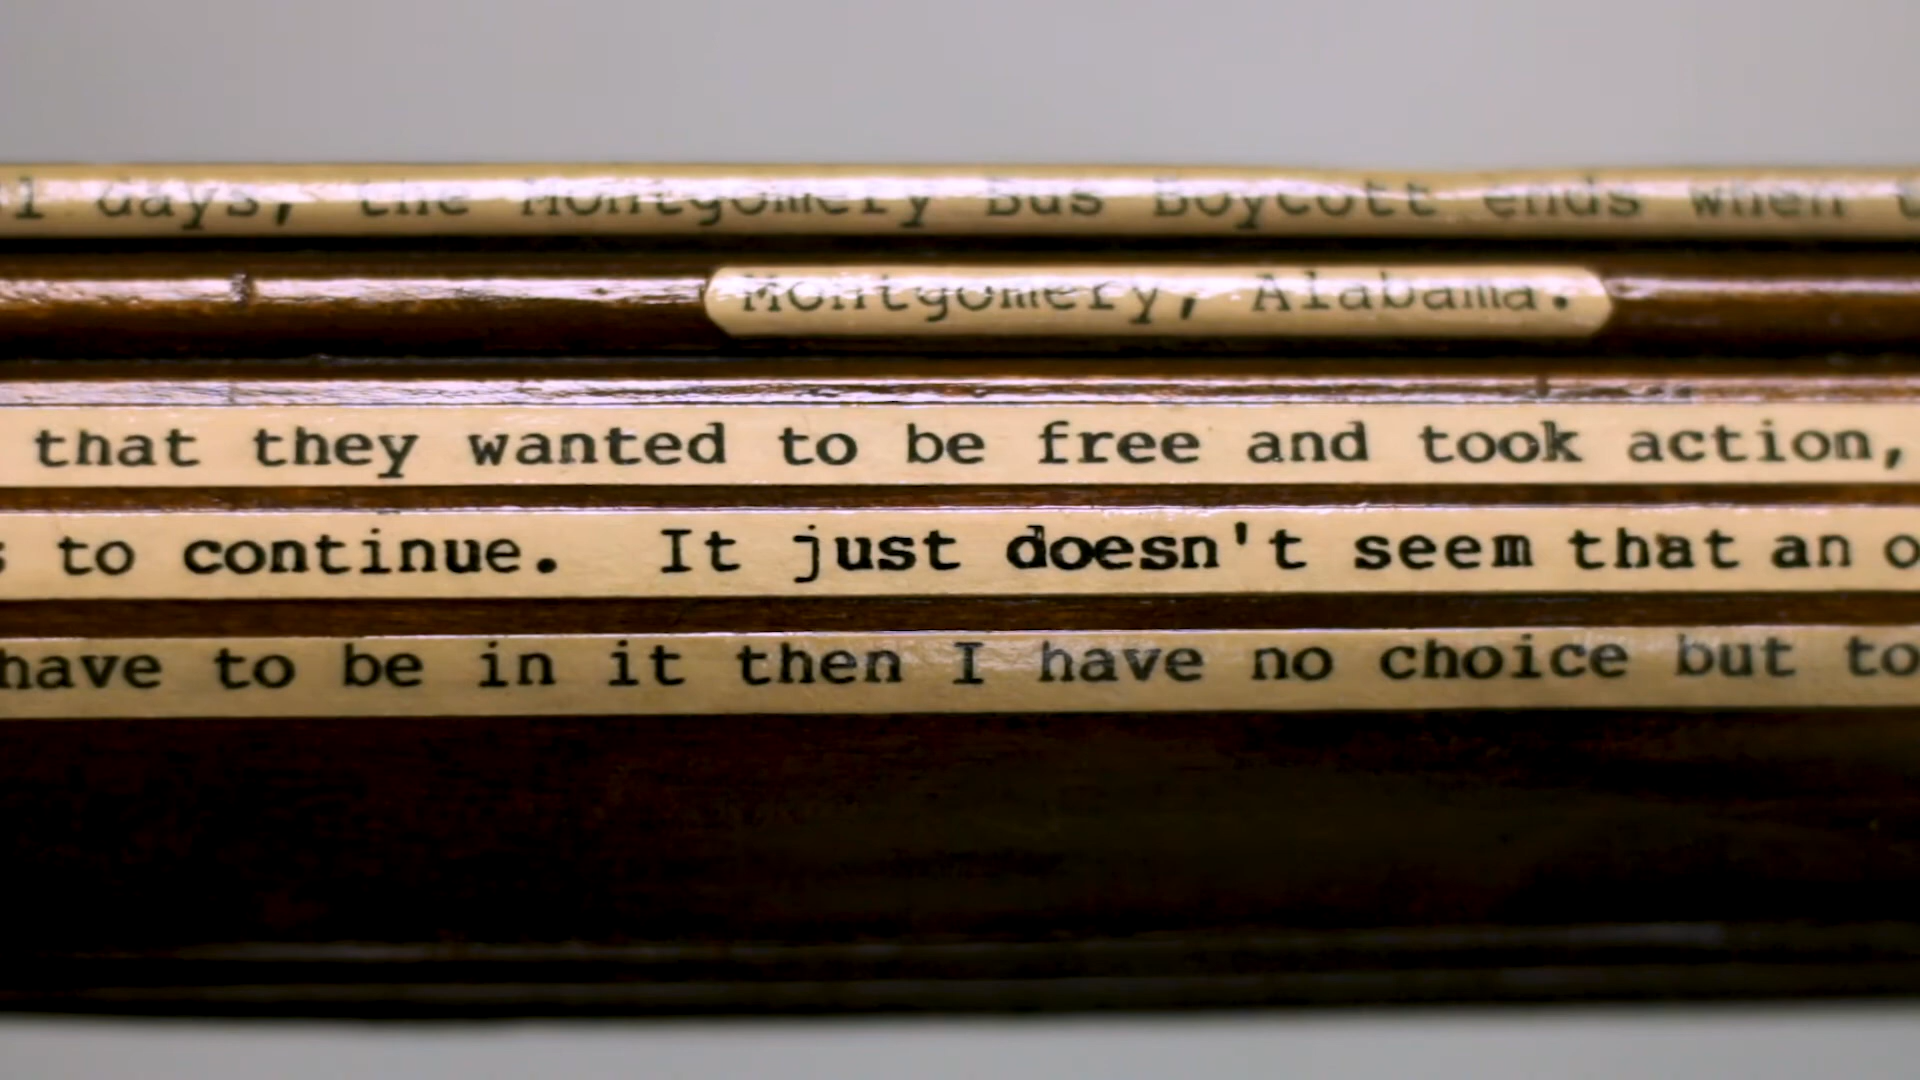 1 days, the Montgomery Bus Boycott ends when
Montgomery, Alabama.
that they wanted to be free and took action,
to continue. It just doesn't seem that an
have to be in it then I have no choice but to